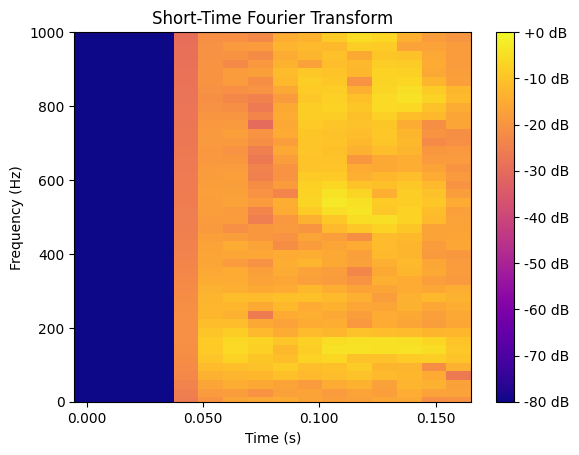 Short-Time Fourier Transform
1000
800
600
400
200
0
Frequency (Hz)
0.000
0.050
0.100
0.150
Time (s)
+0 dB
-10 dB
-20 dB
-30 dB
-40 dB
-50 dB
-60 dB
-70 dB
-80 dB